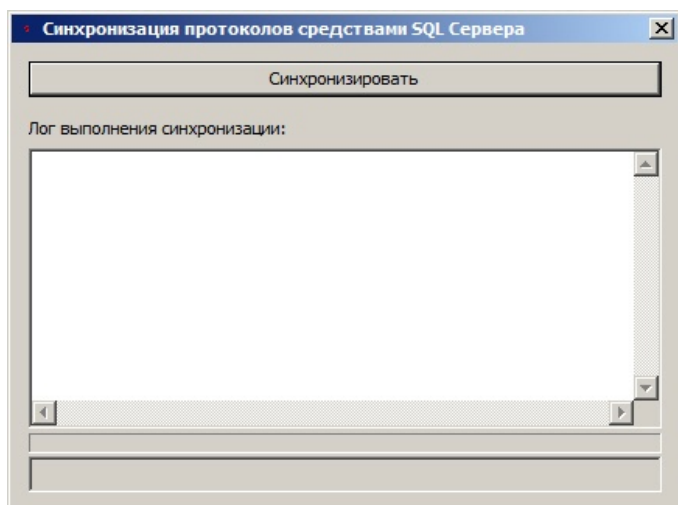 Синхронизация протоколов средствами SQL Сервера
Синхронизировать
Лог выполнения синхронизации: